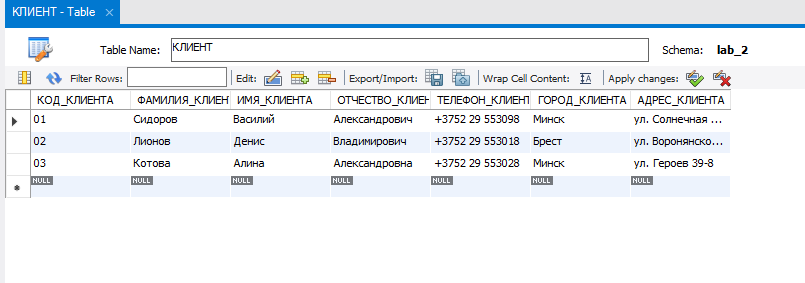 КЛИЕНТ - Table ×
Table Name: КЛИЕНТ Schema: lab_2
Filter Rows: Edit: Export/Import: Wrap Cell Content: Apply changes:
КОД_КЛИЕНТА ФАМИЛИЯ_КЛИЕН ИМЯ_КЛИЕНТА ОТЧЕСТВО_КЛИЕН ТЕЛЕФОН_КЛИЕНТ ГОРОД_КЛИЕНТА АДРЕС_КЛИЕНТА
01 Сидоров Василий Александрович +3752 29 553098 Минск ул. Солнечная ...
02 Лионов Денис Владимирович +3752 29 553018 Брест ул. Воронянско...
03 Котова Алина Александровна +3752 29 553028 Минск ул. Героев 39-8
NULL NULL NULL NULL NULL NULL NULL